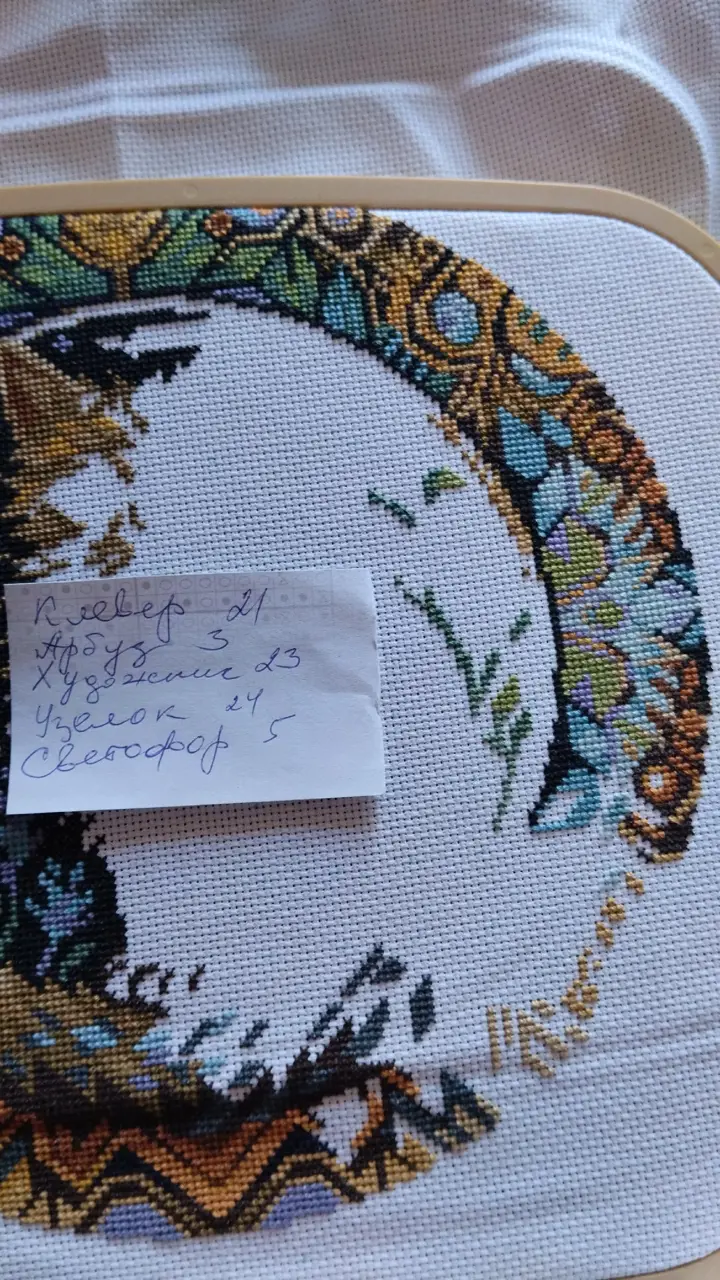 Клевер 21
Арбуз 3
Художник 23
Узелок 24
Светофор 5